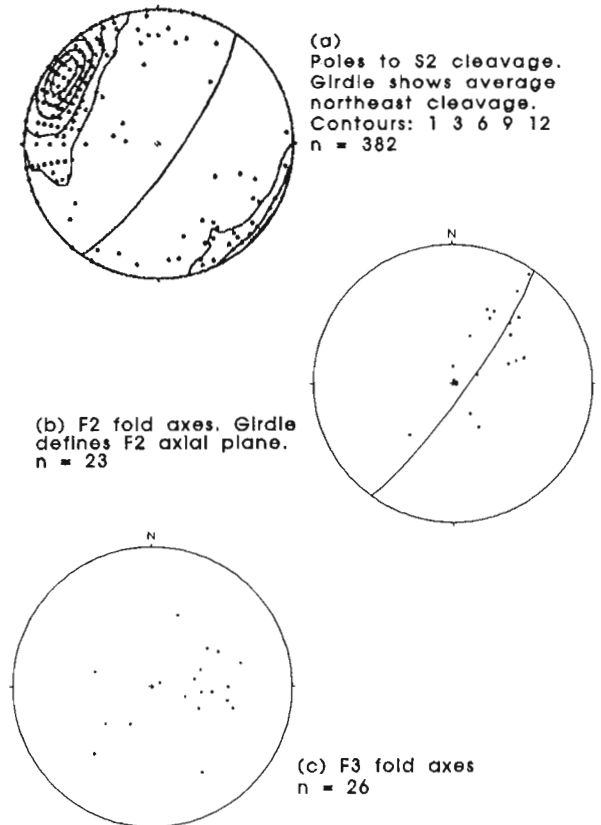 (a)
Poles to S2 cleavage.
Girdle shows average
northeast cleavage.
Contours: 1 3 6 9 12
n = 382
N
(b) F2 fold axes. Girdle
defines F2 axial plane.
n = 23
N
(c) F3 fold axes
n = 26